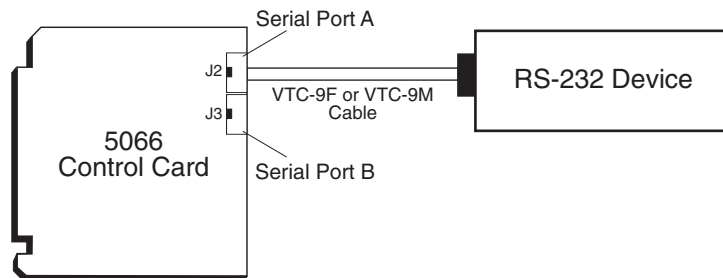 Serial Port A
J2
RS-232 Device
VTC-9F or VTC-9M
Cable
J3
5066
Control Card
Serial Port B